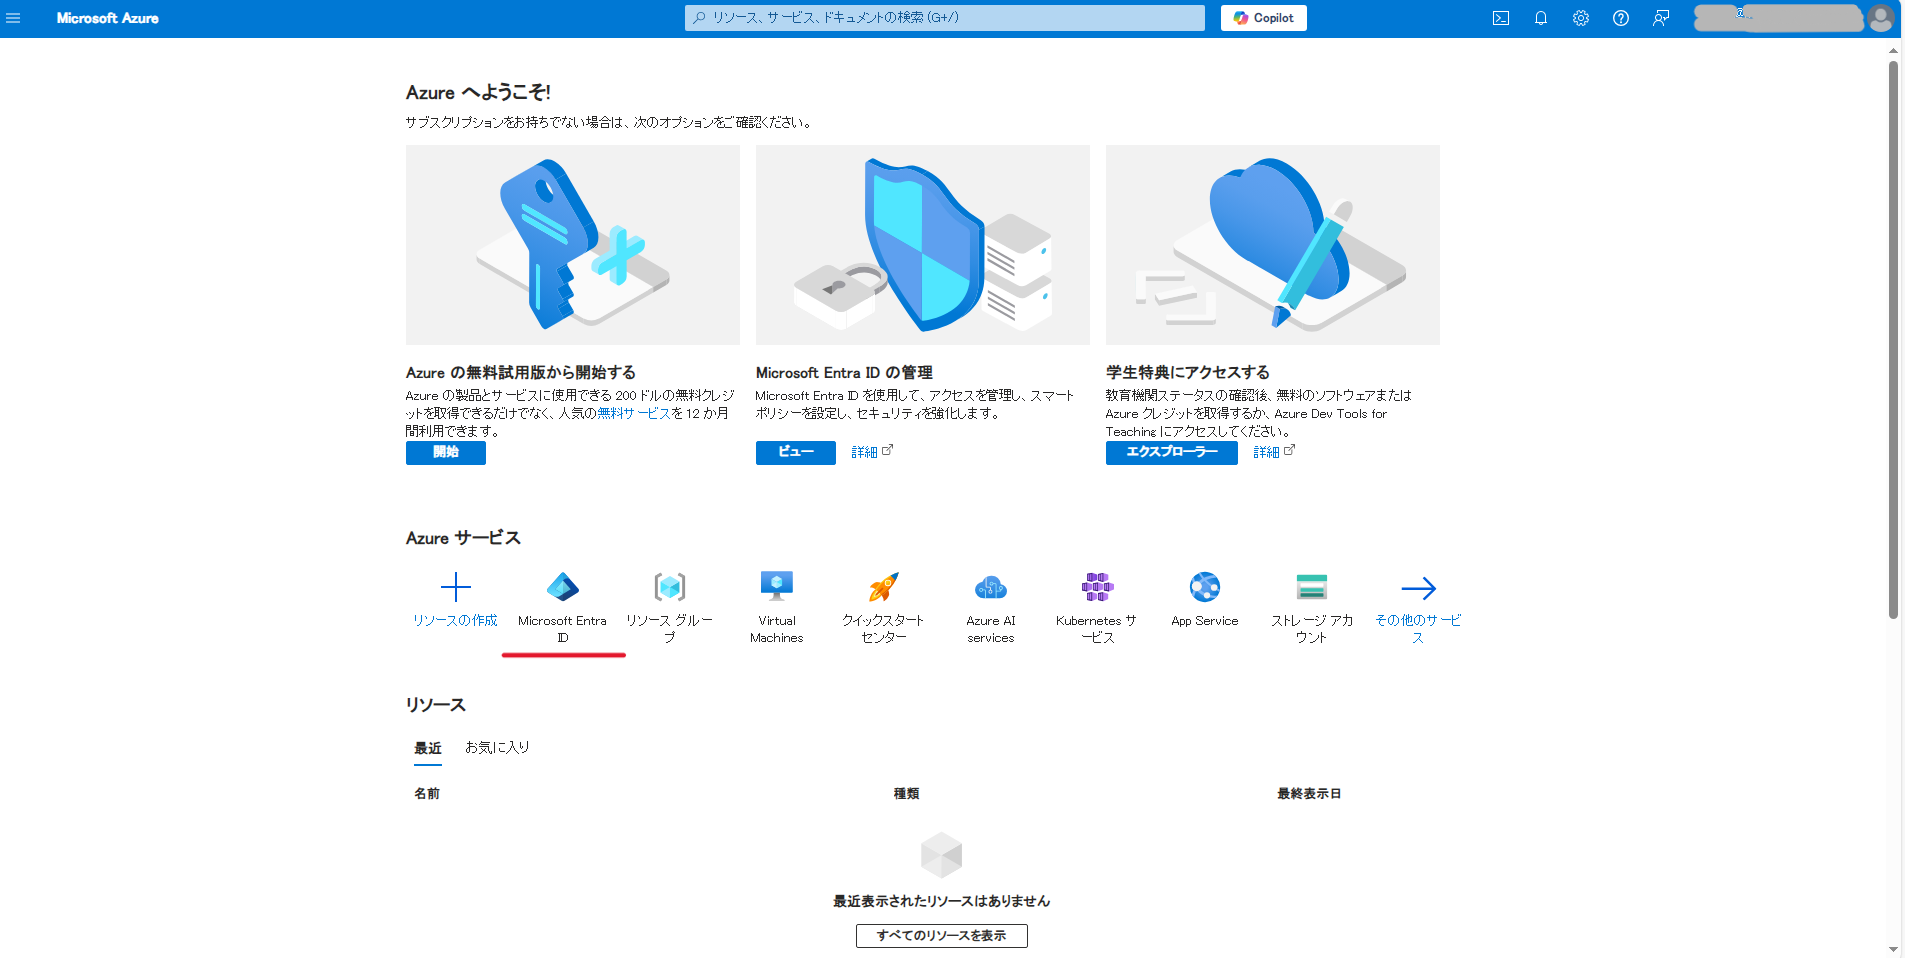 Microsoft Azure
リソース、サービス、ドキュメントの検索 (G+/)
Copilot
@
Azure へようこそ!
サブスクリプションをお持ちでない場合は、次のオプションをご確認ください。
Azure の無料試用版から開始する
Azure の製品とサービスに使用できる 200 ドルの無料クレジ
ットを取得できるだけでなく、人気の無料サービスを 12 か月
間利用できます。
開始
Microsoft Entra ID の管理
Microsoft Entra ID を使用して、アクセスを管理し、スマート
ポリシーを設定し、セキュリティを強化します。
ビュー
詳細
学生特典にアクセスする
教育機関ステータスの確認後、無料のソフトウェアまたは
Azure クレジットを取得するか、Azure Dev Tools for
Teaching にアクセスしてください。
エクスプローラー
詳細
Azure サービス
リソースの作成
Microsoft Entra
ID
リソース グルー
プ
Virtual
Machines
クイックスタート
センター
Azure AI
services
Kubernetes サ
ービス
App Service
ストレージ アカ
ウント
その他のサービ
ス
リソース
最近
お気に入り
名前
種類
最終表示日
最近表示されたリソースはありません
すべてのリソースを表示